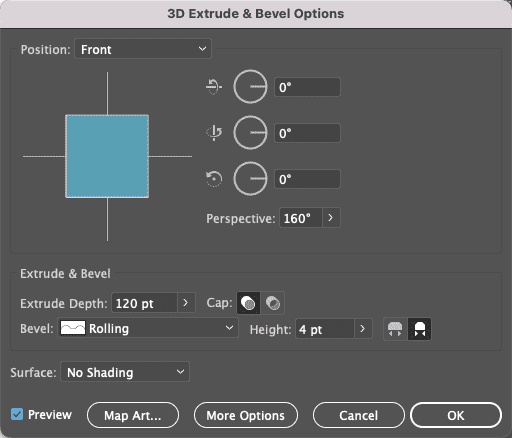 3D Extrude & Bevel Options
Position: Front
0°
0°
0°
Perspective: 160°
Extrude & Bevel
Extrude Depth: 120 pt Cap:
Bevel: Rolling Height: 4 pt
Surface: No Shading
Preview Map Art... More Options Cancel OK